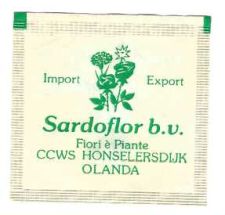 Import Export
Sardoflor b.v.
Fiori è Piante
CCWS HONSELERSDIJK
OLANDA